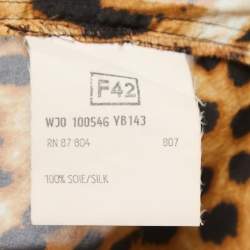 F42
WJ0 100546 YB143
RN 87 804 807
100% SOIE/SILK